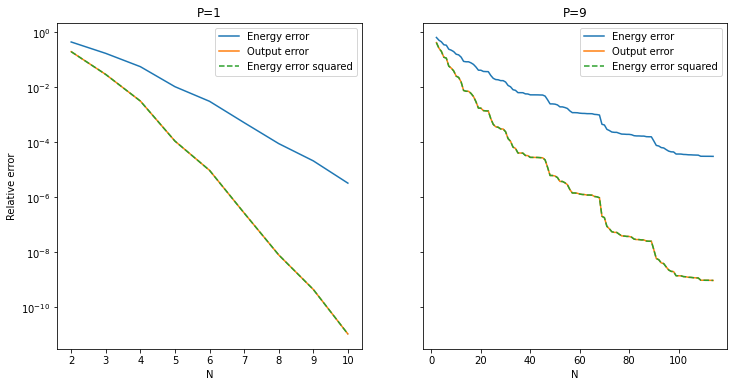 P=1
Energy error
Output error
Energy error squared
Relative error
10⁰
10⁻²
10⁻⁴
10⁻⁶
10⁻⁸
10⁻¹⁰
2 3 4 5 6 7 8 9 10
N
P=9
Energy error
Output error
Energy error squared
0 20 40 60 80 100
N